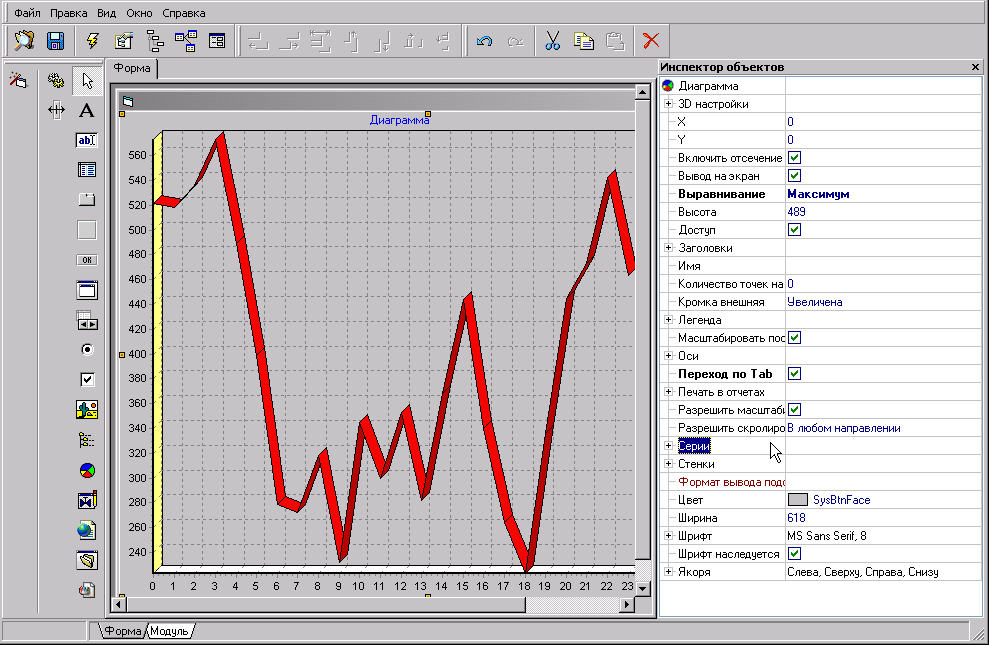 Файл Правка Вид Окно Справка
Форма
A
ab
OK
Диаграмма
560
540
520
500
480
460
440
420
400
380
360
340
320
300
280
260
240
0 1 2 3 4 5 6 7 8 9 10 11 12 13 14 15 16 17 18 19 20 21 22 23
Инспектор объектов
Диаграмма
3D настройки
X 0
Y 0
Включить отсечение
Вывод на экран
Выравнивание Максимум
Высота 489
Доступ
Заголовки
Имя
Количество точек на 0
Кромка внешняя Увеличена
Легенда
Масштабировать пос
Оси
Переход по Tab
Печать в отчетах
Разрешить масштаби
Разрешить скролиро В любом направлении
Серии
Стенки
Формат вывода подс
Цвет SysBtnFace
Ширина 618
Шрифт MS Sans Serif, 8
Шрифт наследуется
Якоря Слева, Сверху, Справа, Снизу
Форма Модуль